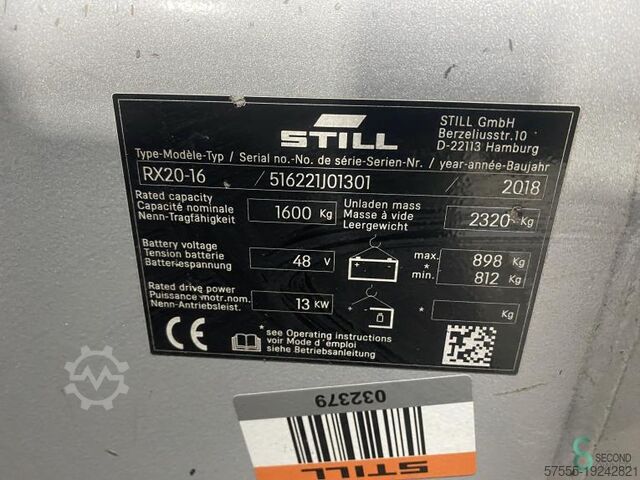 STILL
STILL GmbH
Berzeliusstr.10
D-22113 Hamburg
Type-Modèle-Typ / Serial no.-No. de série-Serien-Nr. / year-année-Baujahr
RX20-16 / 516221J01301 / 2018
Rated capacity
Capacité nominale
Nenn-Tragfähigkeit
1600 Kg
Unladen mass
Masse à vide
Leergewicht
2320 Kg
Battery voltage
Tension batterie
Batteriespannung
48 V
max. 898 Kg
*
min. 812 Kg
Rated drive power
Puissance motr.nom.
Nenn-Antriebsleist.
13 KW
* Kg
CE
* see Operating instructions
voir Mode d'emploi
siehe Betriebsanleitung
032379
STILL
SECOND
57556-19242821